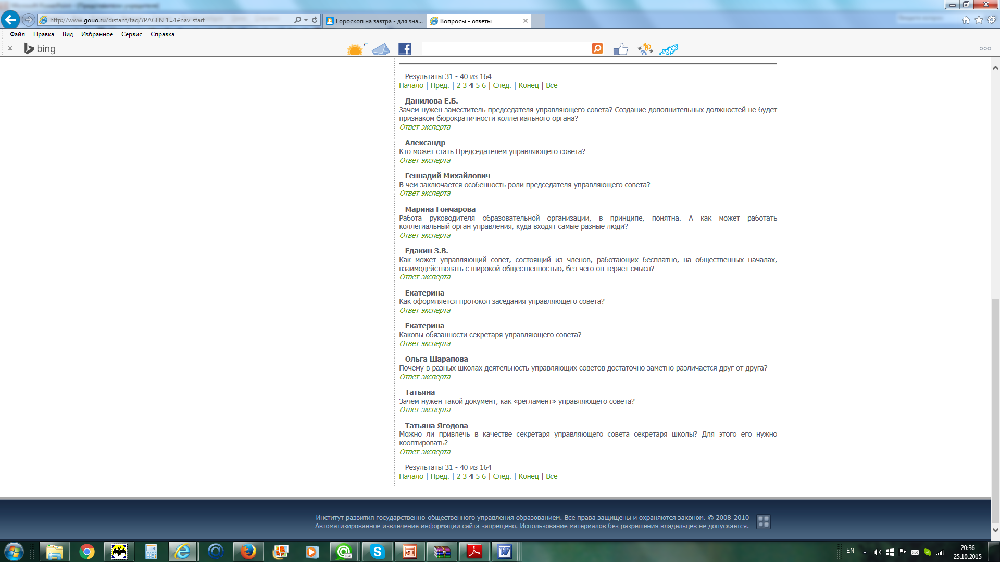 http://www.gouo.ru/distant/faq/?PAGEN_1=4#nav_start
Гороскоп на завтра - для зна...
Вопросы - ответы
Файл Правка Вид Избранное Сервис Справка
x bing
-7°
Результаты 31 - 40 из 164
Начало | Пред. | 2 3 4 5 6 | След. | Конец | Все
Данилова Е.Б.
Зачем нужен заместитель председателя управляющего совета? Создание дополнительных должностей не будет
признаком бюрократичности коллегиального органа?
Ответ эксперта
Александр
Кто может стать Председателем управляющего совета?
Ответ эксперта
Геннадий Михайлович
В чем заключается особенность роли председателя управляющего совета?
Ответ эксперта
Марина Гончарова
Работа руководителя образовательной организации, в принципе, понятна. А как может работать
коллегиальный орган управления, куда входят самые разные люди?
Ответ эксперта
Едакин З.В.
Как может управляющий совет, состоящий из членов, работающих бесплатно, на общественных началах,
взаимодействовать с широкой общественностью, без чего он теряет смысл?
Ответ эксперта
Екатерина
Как оформляется протокол заседания управляющего совета?
Ответ эксперта
Екатерина
Каковы обязанности секретаря управляющего совета?
Ответ эксперта
Ольга Шарапова
Почему в разных школах деятельность управляющих советов достаточно заметно различается друг от друга?
Ответ эксперта
Татьяна
Зачем нужен такой документ, как «регламент» управляющего совета?
Ответ эксперта
Татьяна Ягодова
Можно ли привлечь в качестве секретаря управляющего совета секретаря школы? Для этого его нужно
кооптировать?
Ответ эксперта
Результаты 31 - 40 из 164
Начало | Пред. | 2 3 4 5 6 | След. | Конец | Все
Институт развития государственно-общественного управления образованием. Все права защищены и охраняются законом. © 2008-2010
Автоматизированное извлечение информации сайта запрещено. Использование материалов без разрешения владельцев не допускается.
EN
20:36
25.10.2015